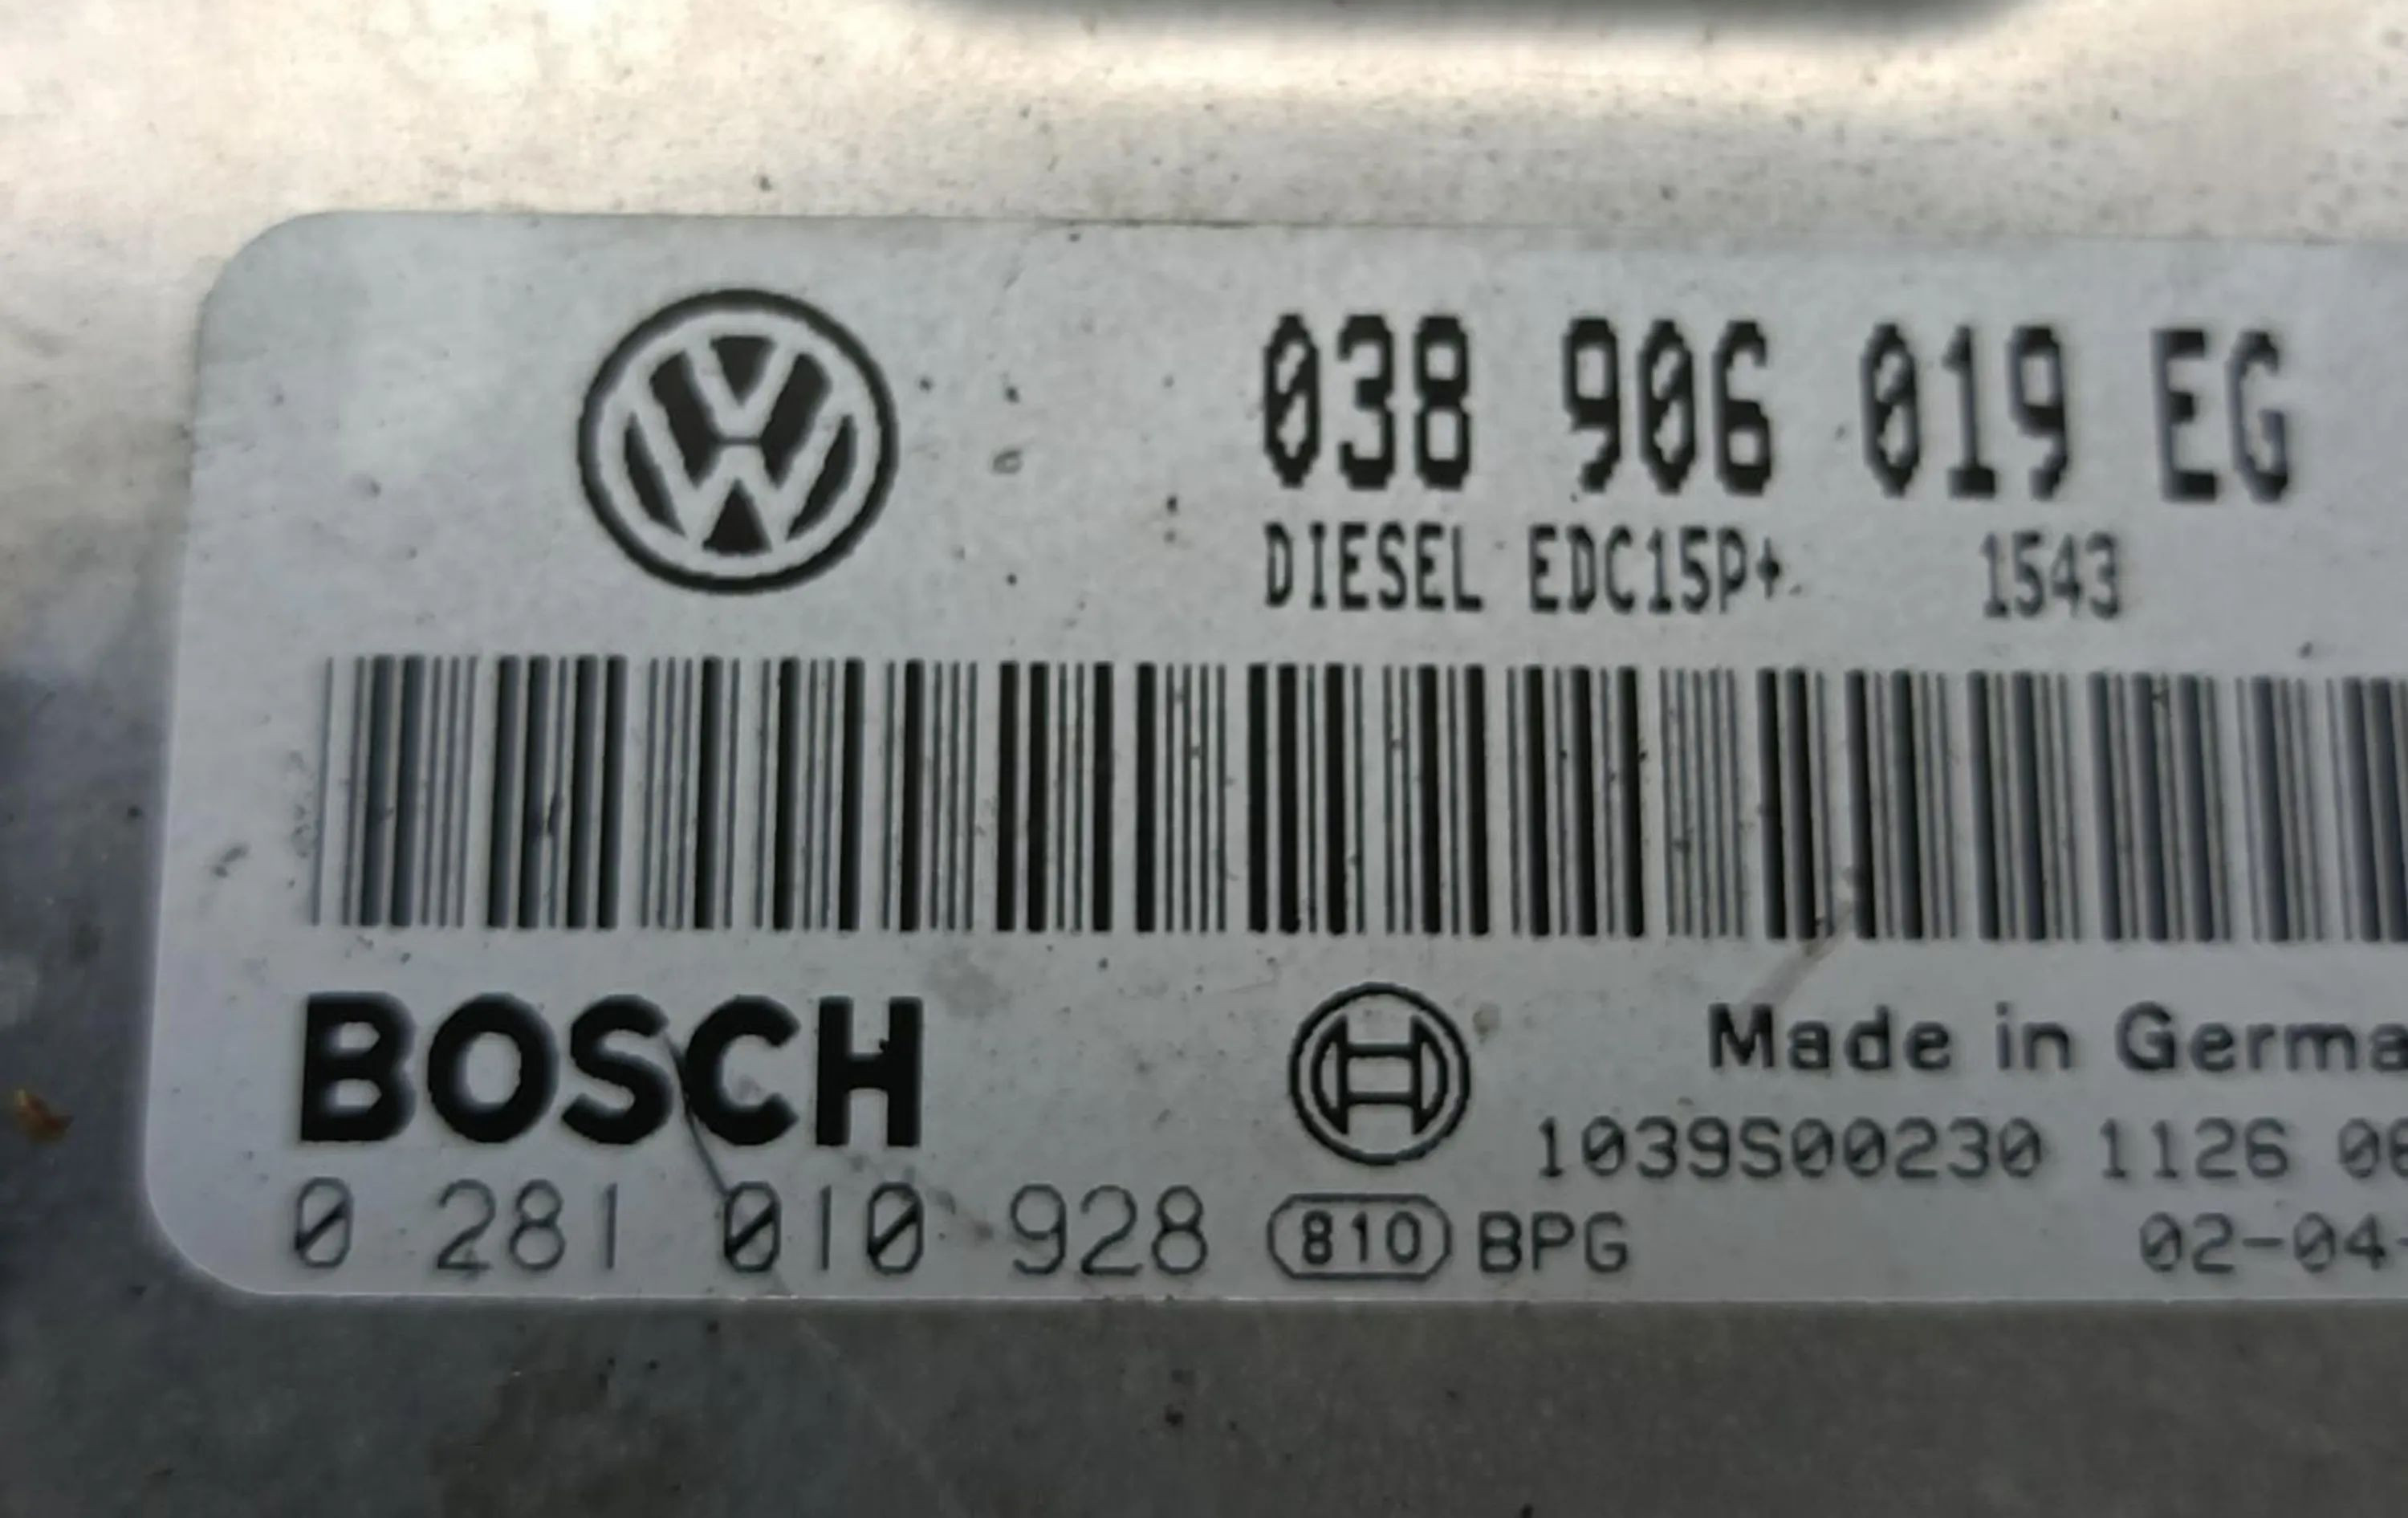 038 906 019 EG
DIESEL EDC15P+ 1543
BOSCH
Made in Germa
1039S00230 1126 0
0 281 010 928 810 BPG 02-04-